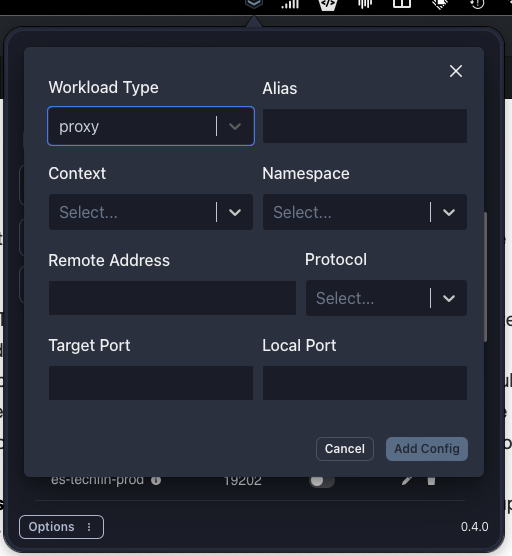 Workload Type
Alias
proxy
Context
Namespace
Select...
Select...
Remote Address
Protocol
Select...
Target Port
Local Port
Cancel
Add Config
es-techlin-prod
19202
Options
0.4.0